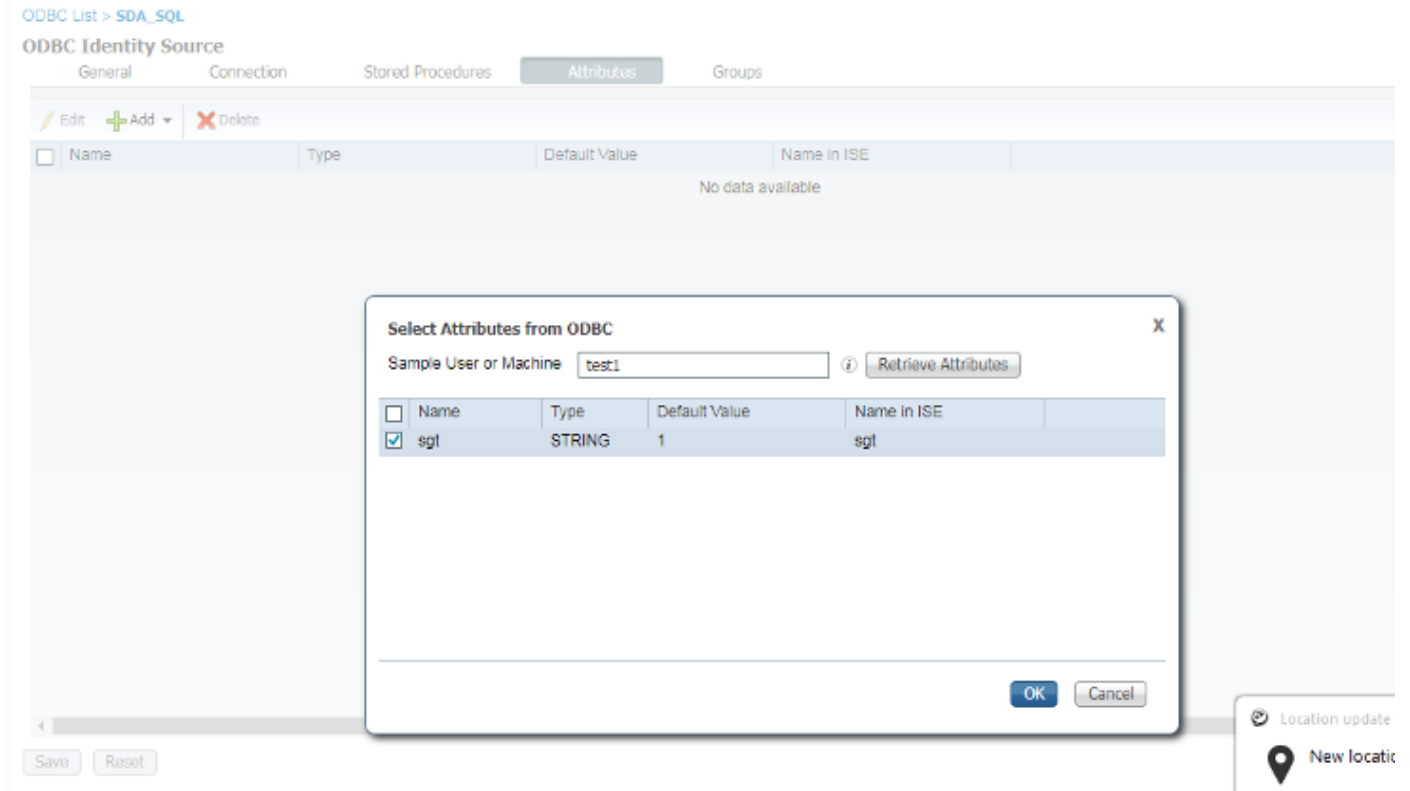 ODBC List > SDA_SQL
ODBC Identity Source
General Connection Stored Procedures Attributes Groups
Edit Add Delete
Name Type Default Value Name in ISE
No data available
Select Attributes from ODBC X
Sample User or Machine test1 i Retrieve Attributes
Name Type Default Value Name in ISE
sgt STRING 1 sgt
OK Cancel
Location update
New locatio
Save Reset